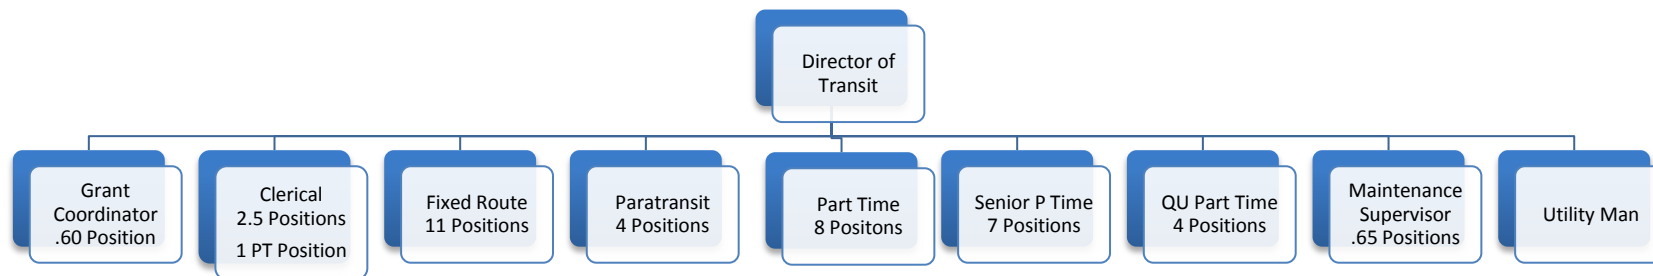 Director of
Transit
Grant
Coordinator
.60 Position
Clerical
2.5 Positions
1 PT Position
Fixed Route
11 Positions
Paratransit
4 Positions
Part Time
8 Positons
Senior P Time
7 Positions
QU Part Time
4 Positions
Maintenance
Supervisor
.65 Positions
Utility Man